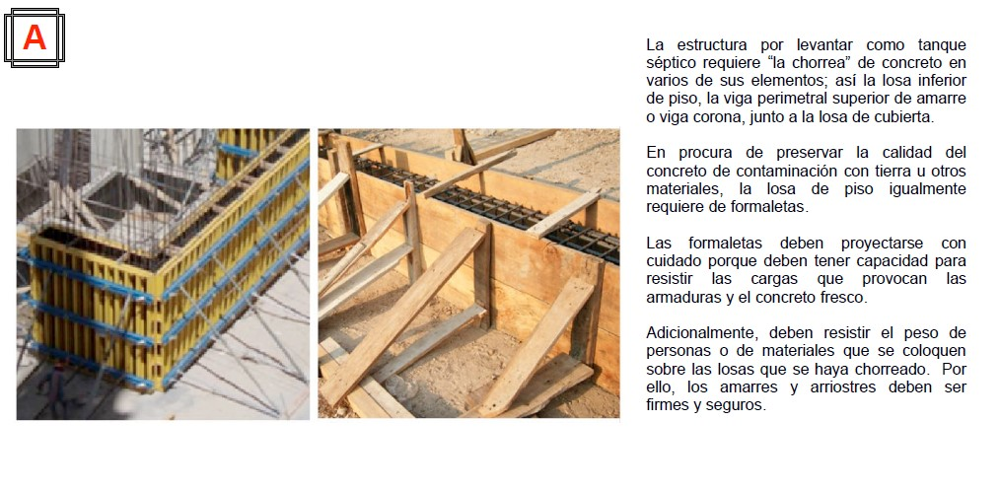 A
La estructura por levantar como tanque
séptico requiere “la chorrea” de concreto en
varios de sus elementos; así la losa inferior
de piso, la viga perimetral superior de amarre
o viga corona, junto a la losa de cubierta.
En procura de preservar la calidad del
concreto de contaminación con tierra u otros
materiales, la losa de piso igualmente
requiere de formaletas.
Las formaletas deben proyectarse con
cuidado porque deben tener capacidad para
resistir las cargas que provocan las
armaduras y el concreto fresco.
Adicionalmente, deben resistir el peso de
personas o de materiales que se coloquen
sobre las losas que se haya chorreado. Por
ello, los amarres y arriostres deben ser
firmes y seguros.